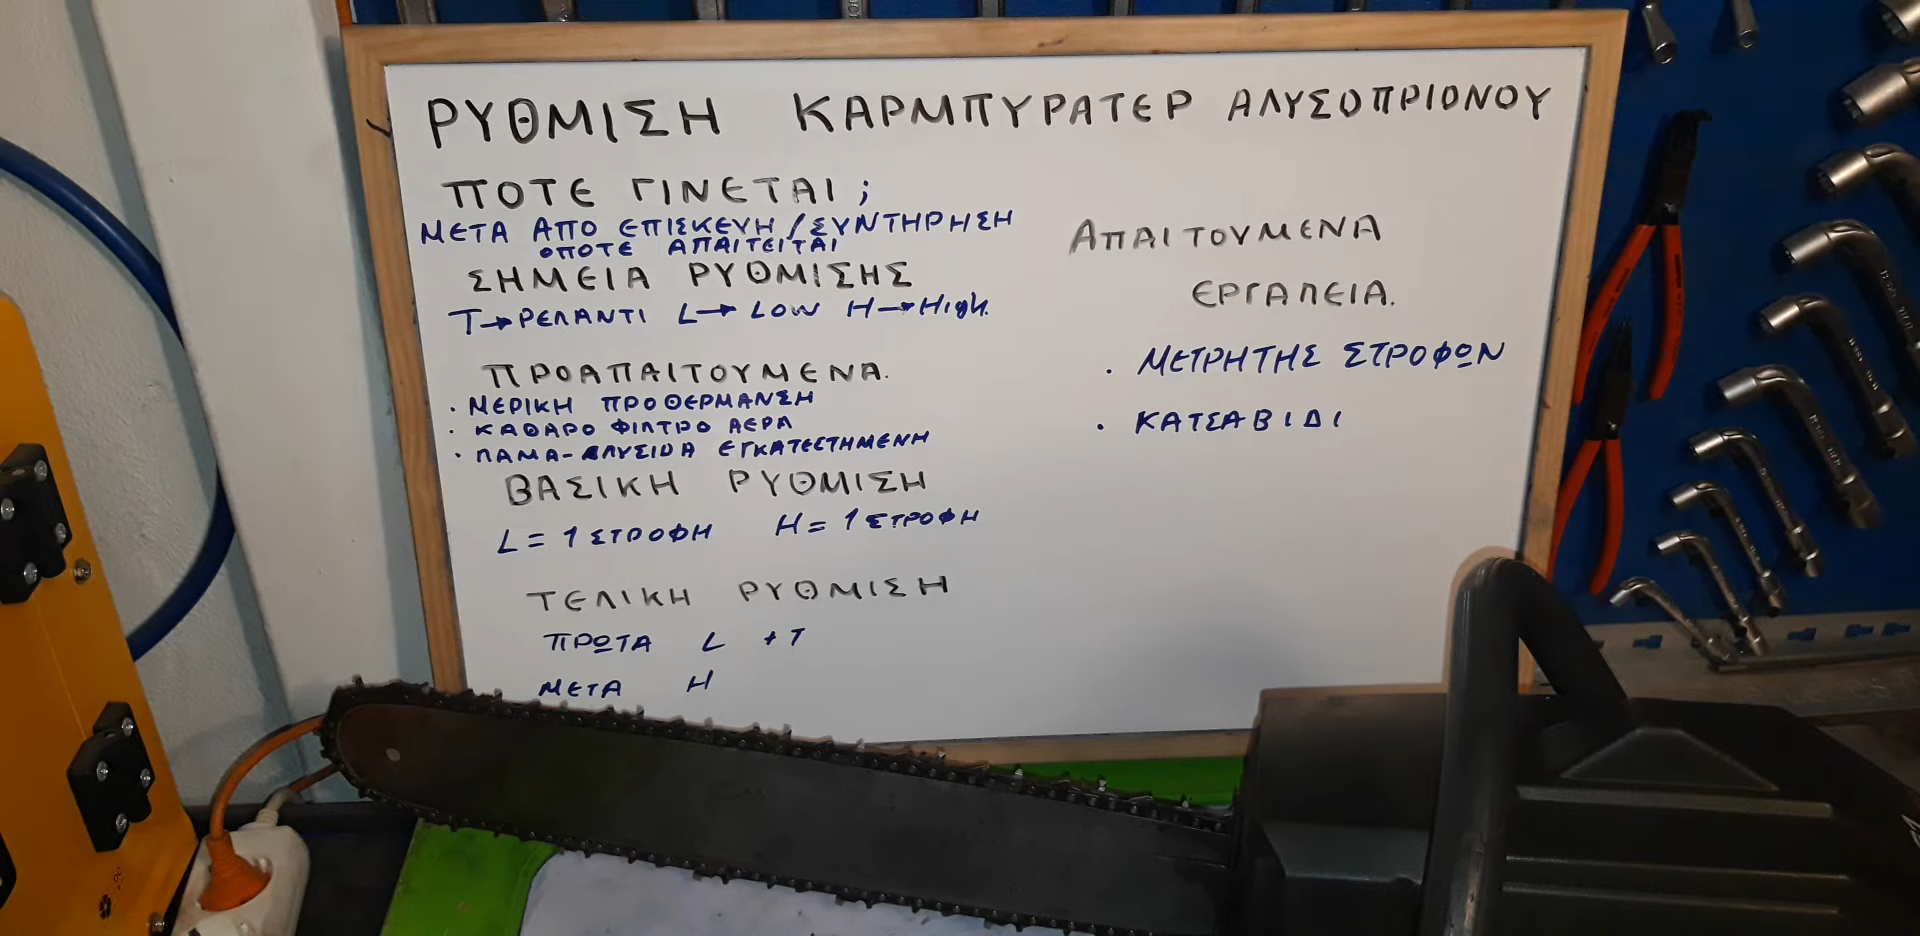 ΡΥΘΜΙΣΗ ΚΑΡΜΠΥΡΑΤΕΡ ΑΛΥΣΟΠΡΙΟΝΟΥ
ΠΟΤΕ ΓΙΝΕΤΑΙ;
ΜΕΤΑ ΑΠΟ ΕΠΙΣΚΕΥΗ/ΣΥΝΤΗΡΗΣΗ
ΟΠΟΤΕ ΑΠΑΙΤΕΙΤΑΙ
ΣΗΜΕΙΑ ΡΥΘΜΙΣΗΣ
T→ΡΕΛΑΝΤΙ L→LOW H→High.
ΠΡΟΑΠΑΙΤΟΥΜΕΝΑ.
· ΜΕΡΙΚΗ ΠΡΟΘΕΡΜΑΝΣΗ
· ΚΑΘΑΡΟ ΦΙΛΤΡΟ ΑΕΡΑ
· ΛΑΜΑ-ΑΛΥΣΙΔΑ ΕΓΚΑΤΕΣΤΗΜΕΝΗ
ΒΑΣΙΚΗ ΡΥΘΜΙΣΗ
L = 1 ΣΤΡΟΦΗ H = 1 ΣΤΡΟΦΗ
ΤΕΛΙΚΗ ΡΥΘΜΙΣΗ
ΠΡΩΤΑ L + T
ΜΕΤΑ H
ΑΠΑΙΤΟΥΜΕΝΑ
ΕΡΓΑΛΕΙΑ.
· ΜΕΤΡΗΤΗΣ ΣΤΡΟΦΩΝ
· ΚΑΤΣΑΒΙΔΙ